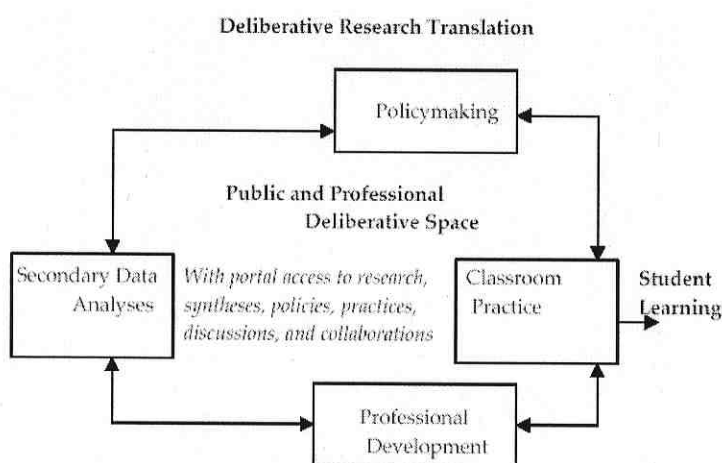 Deliberative Research Translation
Policymaking
Public and Professional
Deliberative Space
Secondary Data
Analyses
With portal access to research,
syntheses, policies, practices,
discussions, and collaborations
Classroom
Practice
Student
Learning
Professional
Development